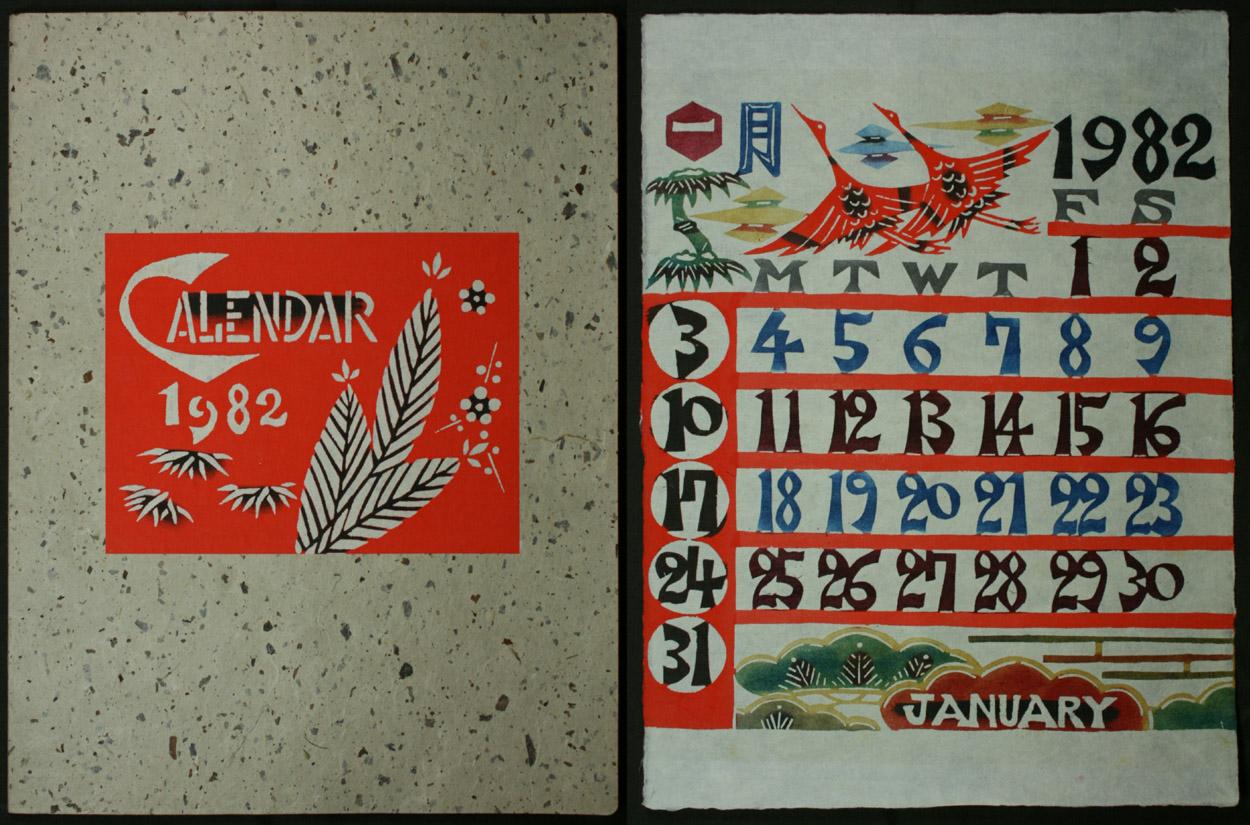 CALENDAR
1982
一月
1982
F S
1 2
M T W T
3 4 5 6 7 8 9
10 11 12 13 14 15 16
17 18 19 20 21 22 23
24 25 26 27 28 29 30
31
JANUARY